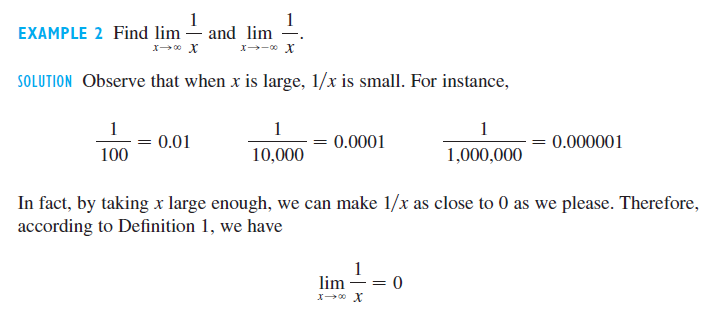 EXAMPLE 2 Find lim x→∞ 1/x and lim x→−∞ 1/x.
SOLUTION Observe that when x is large, 1/x is small. For instance,
1/100 = 0.01 1/10,000 = 0.0001 1/1,000,000 = 0.000001
In fact, by taking x large enough, we can make 1/x as close to 0 as we please. Therefore,
according to Definition 1, we have
lim x→∞ 1/x = 0